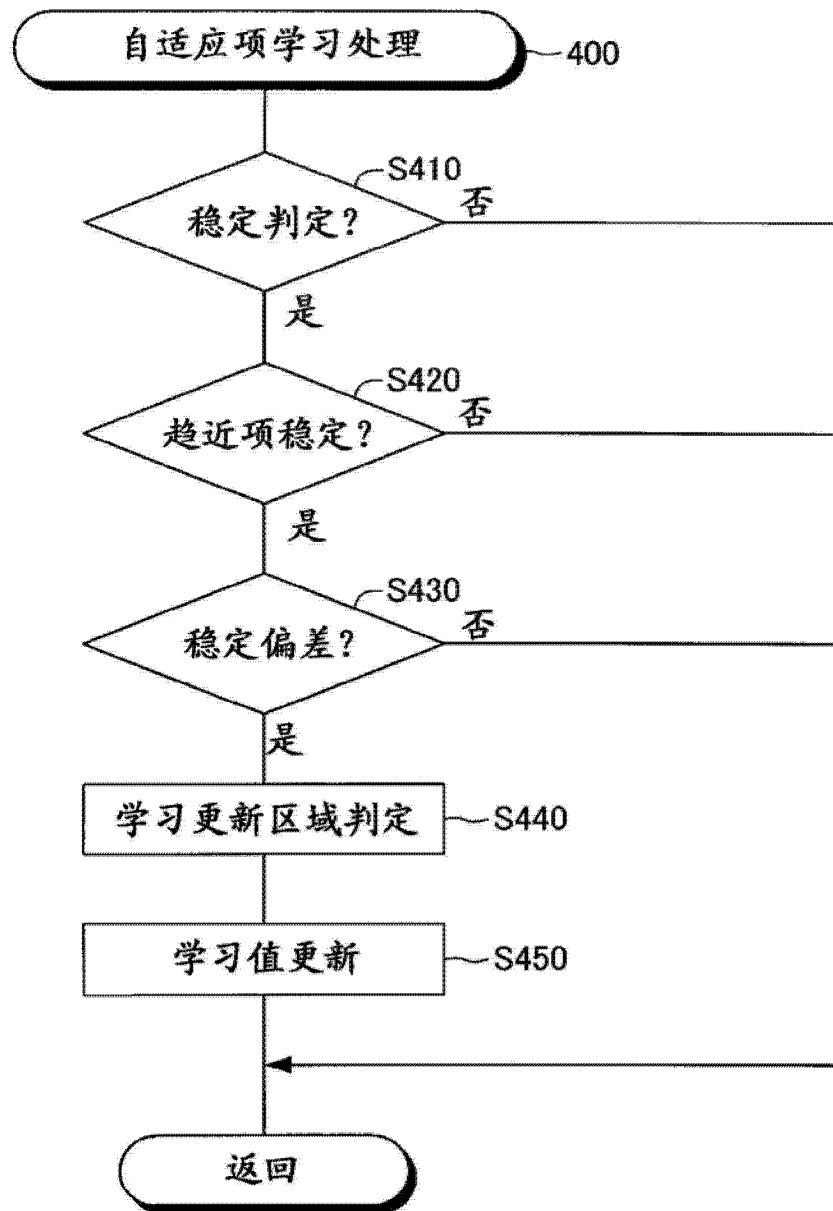 自适应项学习处理
400
S410
稳定判定?
否
是
S420
趋近项稳定?
否
是
S430
稳定偏差?
否
是
学习更新区域判定
S440
学习值更新
S450
返回